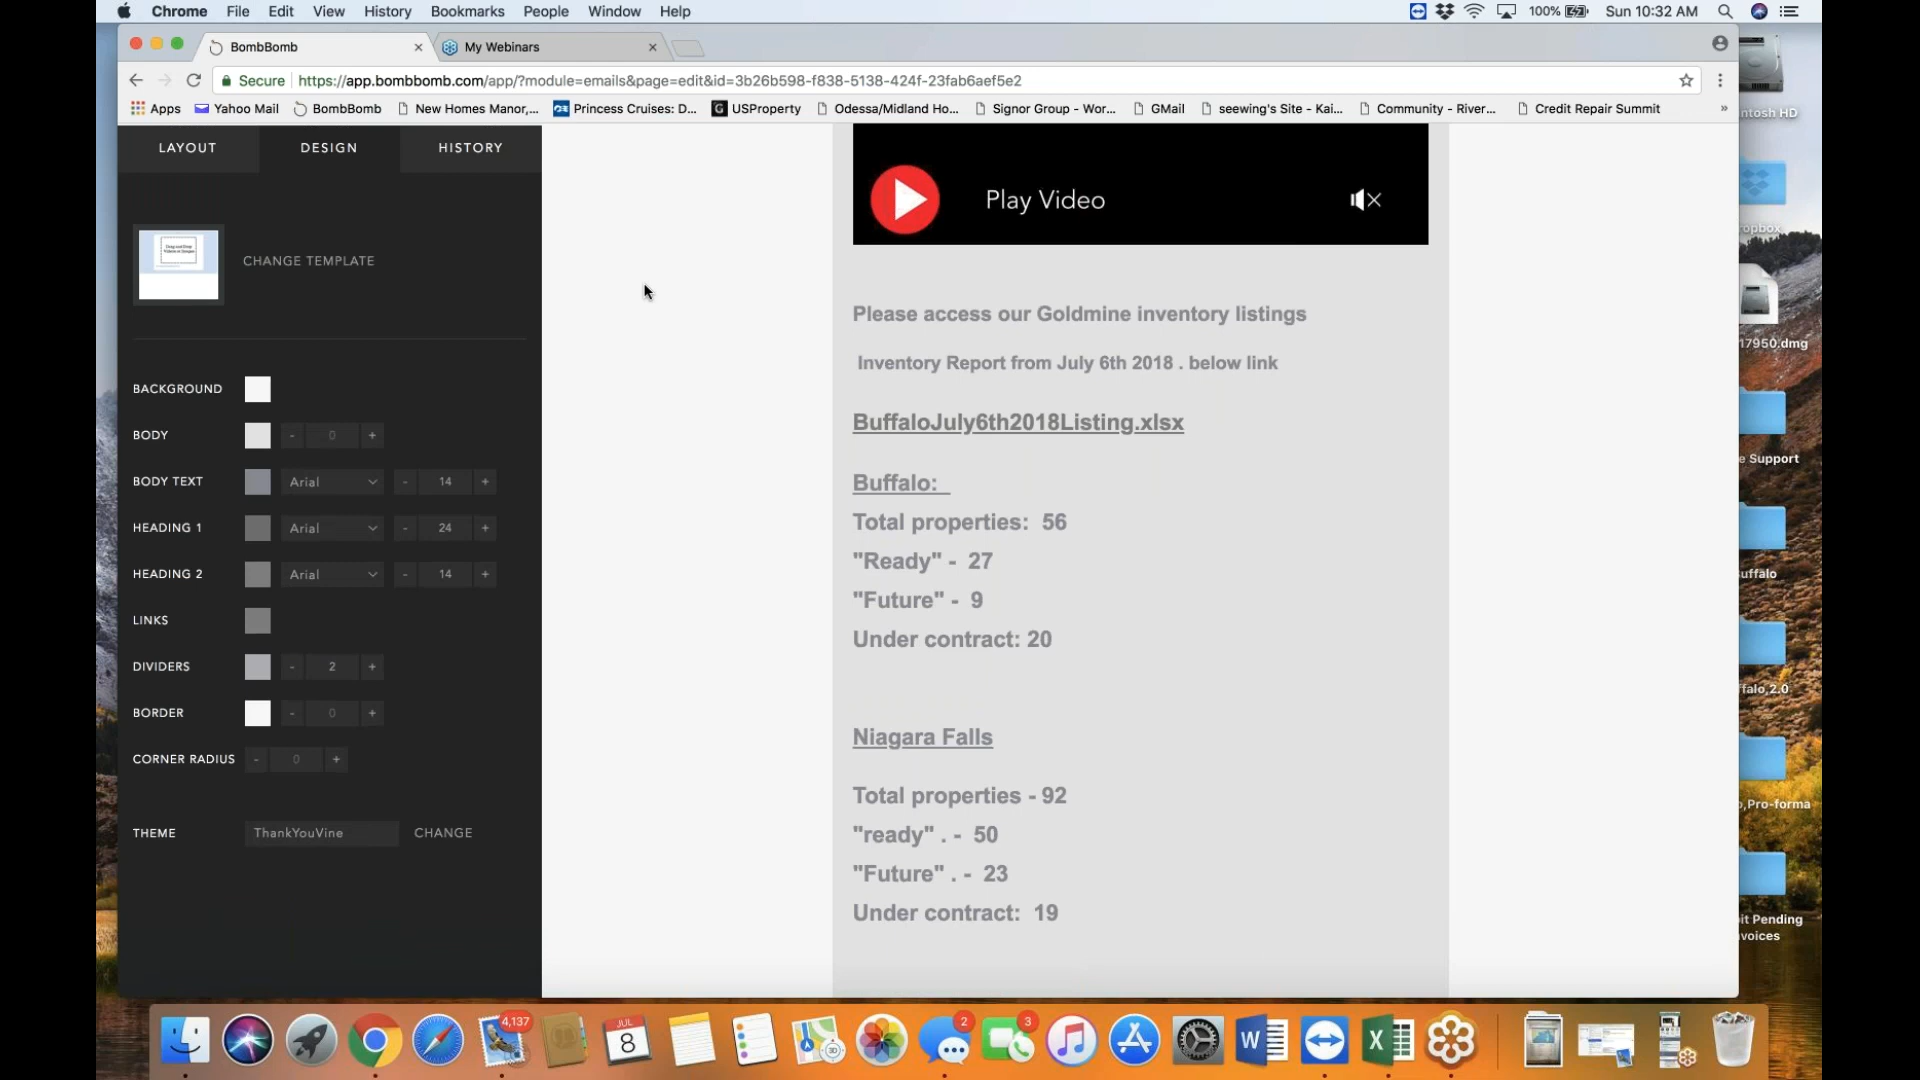 Chrome File Edit View History Bookmarks People Window Help 100% Sun 10:32 AM
BombBomb My Webinars
Secure https://app.bombbomb.com/app/?module=emails&page=edit&id=3b26b598-f838-5138-424f-23fab6aef5e2
Apps Yahoo Mail BombBomb New Homes Manor,... Princess Cruises: D... USProperty Odessa/Midland Ho... Signor Group - Wor... GMail seewing's Site - Kai... Community - River... Credit Repair Summit »
LAYOUT DESIGN HISTORY
CHANGE TEMPLATE
BACKGROUND
BODY - 0 +
BODY TEXT Arial - 14 +
HEADING 1 Arial - 24 +
HEADING 2 Arial - 14 +
LINKS
DIVIDERS - 2 +
BORDER - 0 +
CORNER RADIUS - 0 +
THEME ThankYouVine CHANGE
Play Video
Please access our Goldmine inventory listings
Inventory Report from July 6th 2018 . below link
BuffaloJuly6th2018Listing.xlsx
Buffalo:
Total properties: 56
"Ready" - 27
"Future" - 9
Under contract: 20
Niagara Falls
Total properties - 92
"ready" . - 50
"Future" . - 23
Under contract: 19
ntosh HD
ropbox
17950.dmg
e Support
uffalo
falo,2.0
o,Pro-forma
it Pending
voices
4,137
JUL
8
3D
2
3